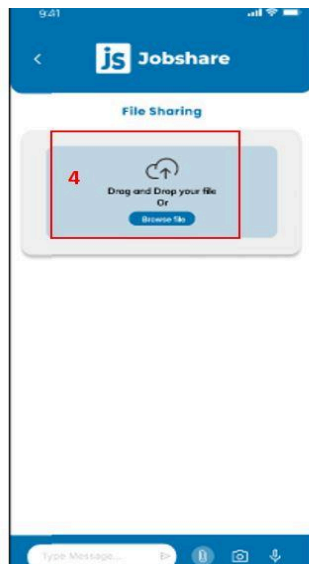 9:41
js Jobshare
File Sharing
4
Drag and Drop your file
Or
Browse file
Type Message...